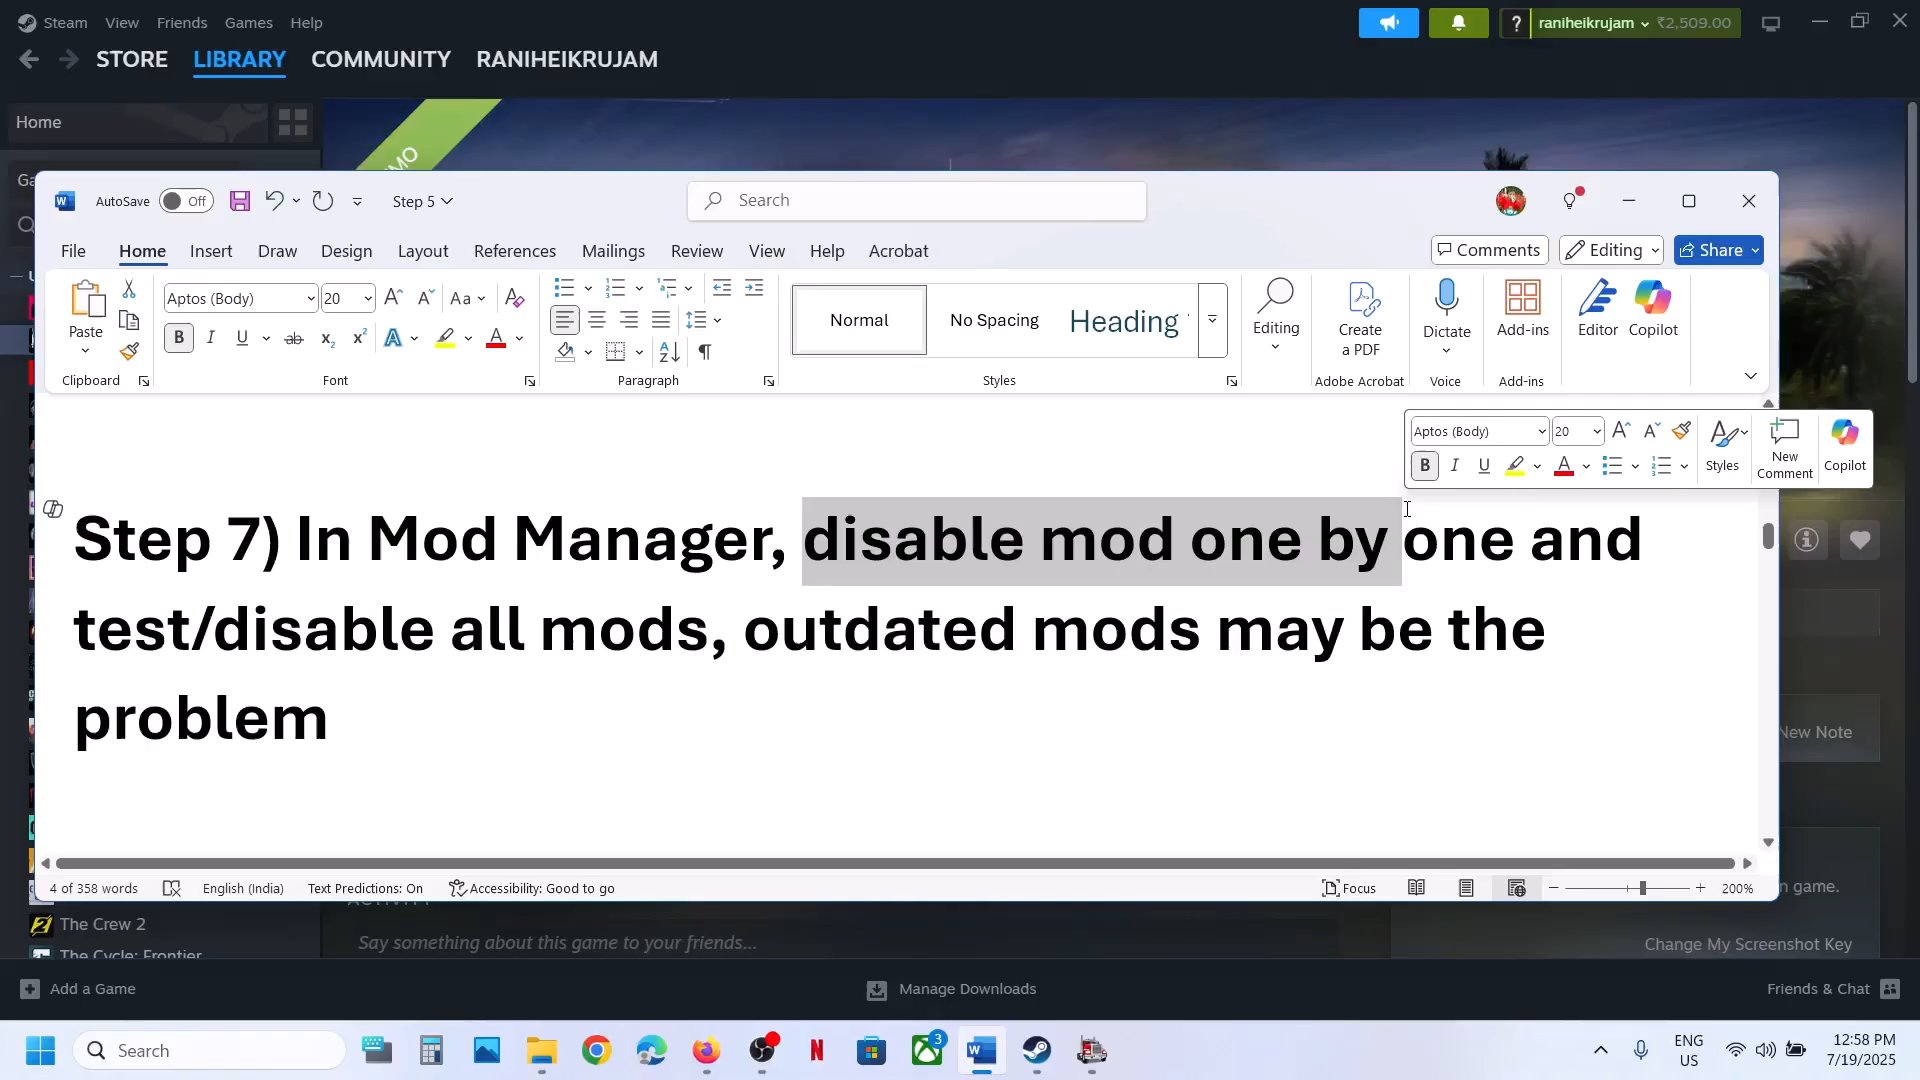 Steam View Friends Games Help
raniheikrujam ₹2,509.00
STORE LIBRARY COMMUNITY RANIHEIKRUJAM
Home
AutoSave Off Step 5 Search
File Home Insert Draw Design Layout References Mailings Review View Help Acrobat Comments Editing Share
Paste Aptos (Body) 20 Normal No Spacing Heading Editing Create a PDF Dictate Add-ins Editor Copilot
Clipboard Font Paragraph Styles Adobe Acrobat Voice Add-ins
Aptos (Body) 20 Styles New Comment Copilot
Step 7) In Mod Manager, disable mod one by one and
test/disable all mods, outdated mods may be the
problem
New Note
4 of 358 words English (India) Text Predictions: On Accessibility: Good to go Focus 200%
n game.
The Crew 2
Say something about this game to your friends...
Change My Screenshot Key
The Cycle: Frontier
Add a Game Manage Downloads Friends & Chat
Search 3 ENG US 12:58 PM 7/19/2025